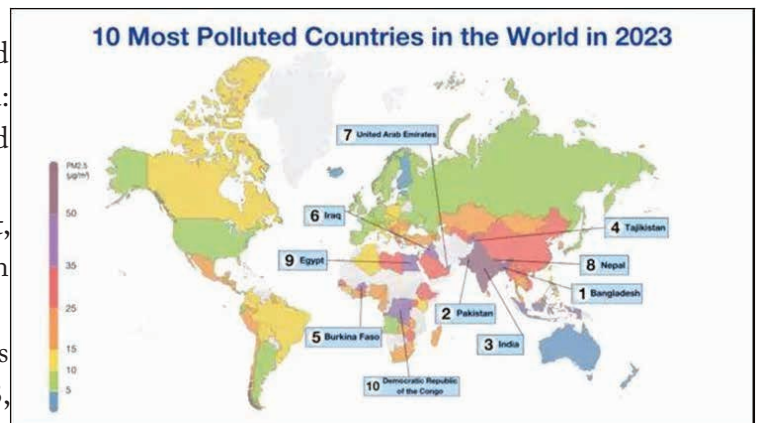 10 Most Polluted Countries in the World in 2023
7 United Arab Emirates
PM2.5
(µg/m³)
50
35
25
15
10
5
6 Iraq
4 Tajikistan
9 Egypt
8 Nepal
1 Bangladesh
2 Pakistan
5 Burkina Faso
3 India
10 Democratic Republic
of the Congo